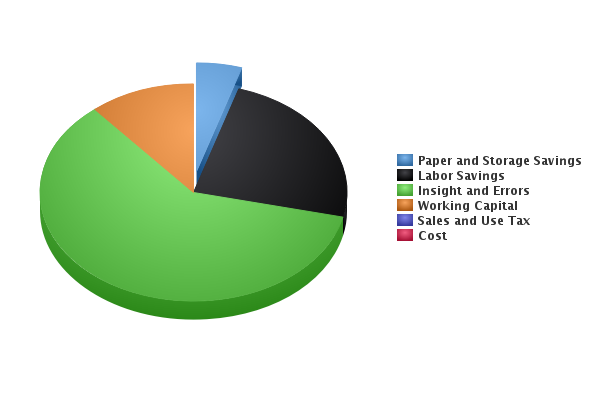 Paper and Storage Savings
Labor Savings
Insight and Errors
Working Capital
Sales and Use Tax
Cost